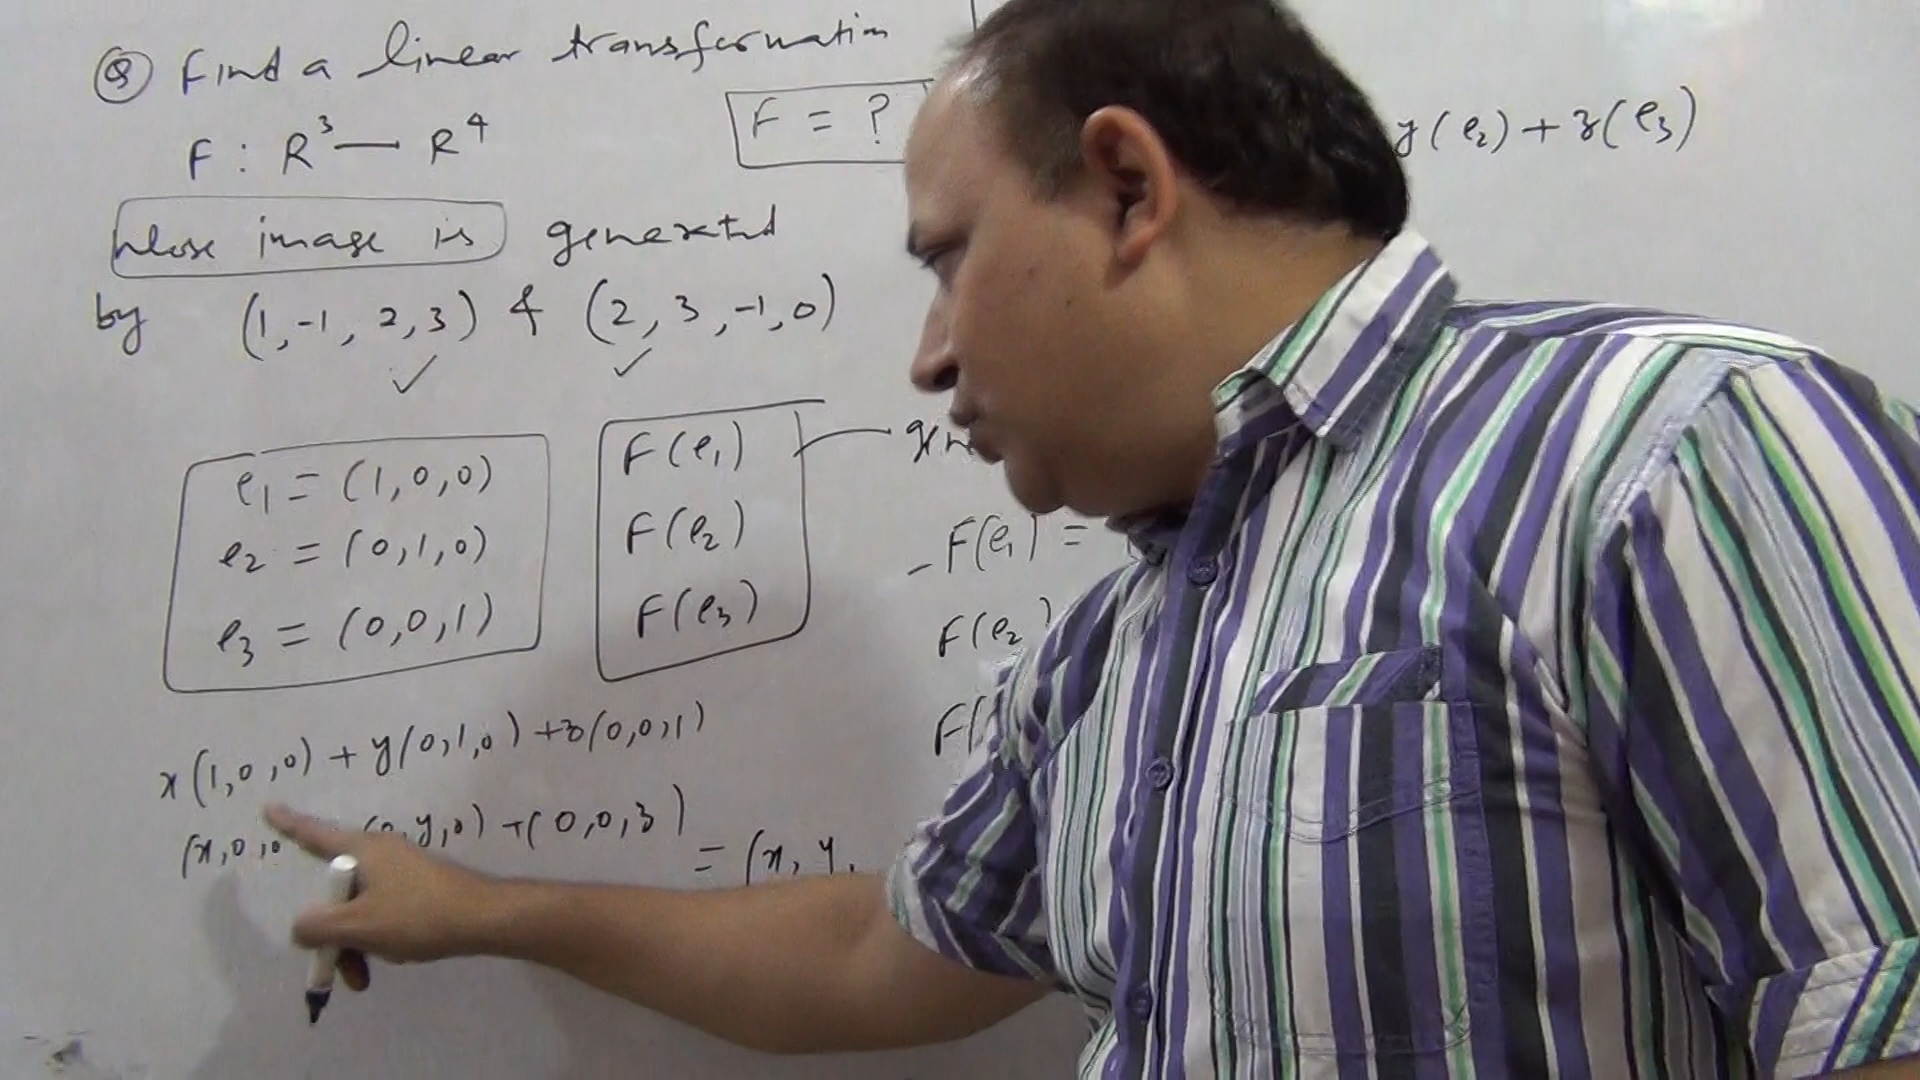 Q Find a linear transformation
F : R³ — R⁴
F = ?
whose image is generated
by (1,-1, 2,3) & (2,3,-1,0)
e₁ = (1,0,0)
e₂ = (0,1,0)
e₃ = (0,0,1)
F(e₁)
F(e₂)
F(e₃)
F(e₁) =
F(e₂)
x(1,0,0) + y(0,1,0) + z(0,0,1)
(x,0,0 (0,y,0) + (0,0,z)
= (x, y,
y(e₂) + z(e₃)